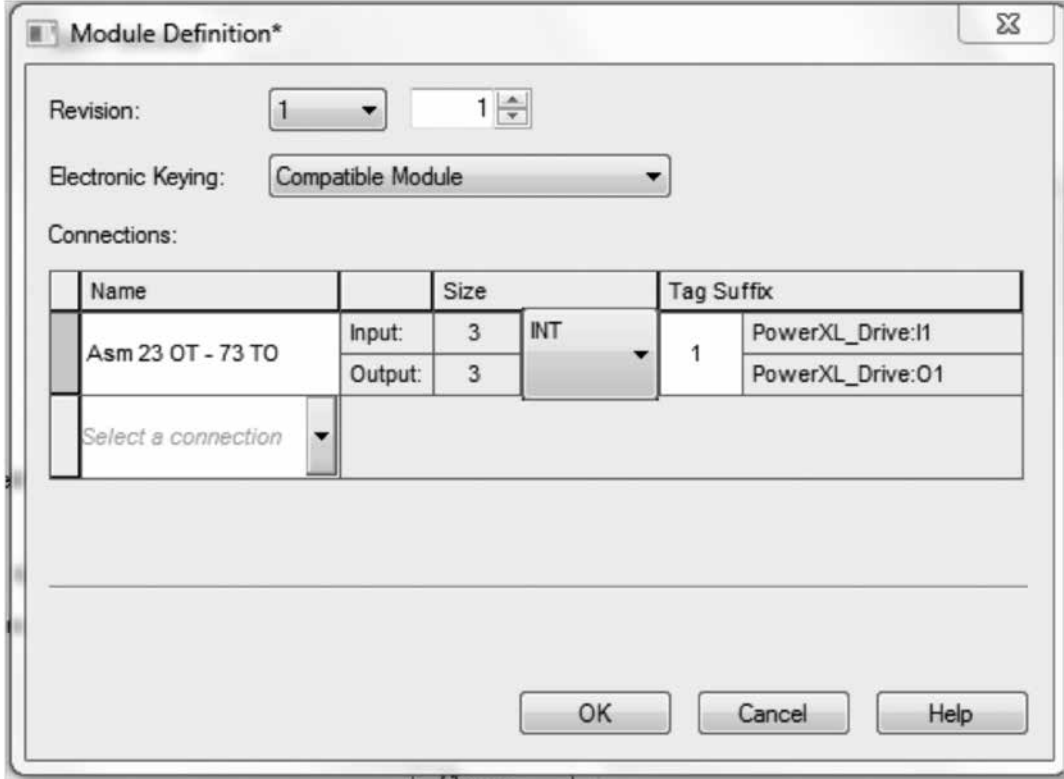 Module Definition*
Revision: 1 1
Electronic Keying: Compatible Module
Connections:
Name Size Tag Suffix
Asm 23 OT - 73 TO Input: 3 INT 1 PowerXL_Drive:I1
Output: 3 PowerXL_Drive:O1
Select a connection
OK Cancel Help